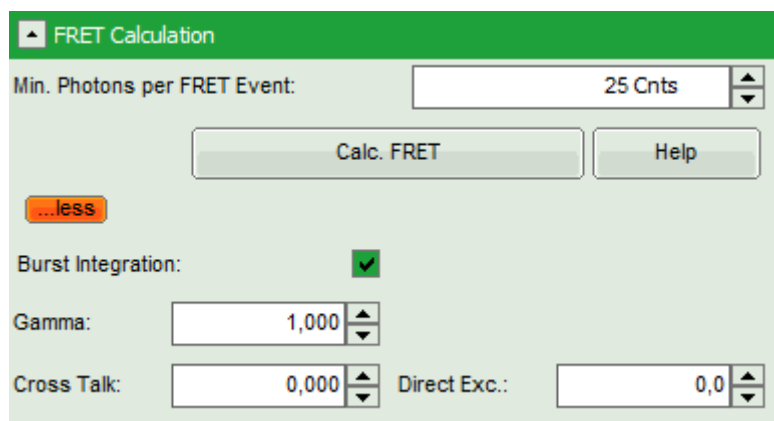 FRET Calculation
Min. Photons per FRET Event: 25 Cnts
Calc. FRET Help
...less
Burst Integration:
Gamma: 1,000
Cross Talk: 0,000 Direct Exc.: 0,0